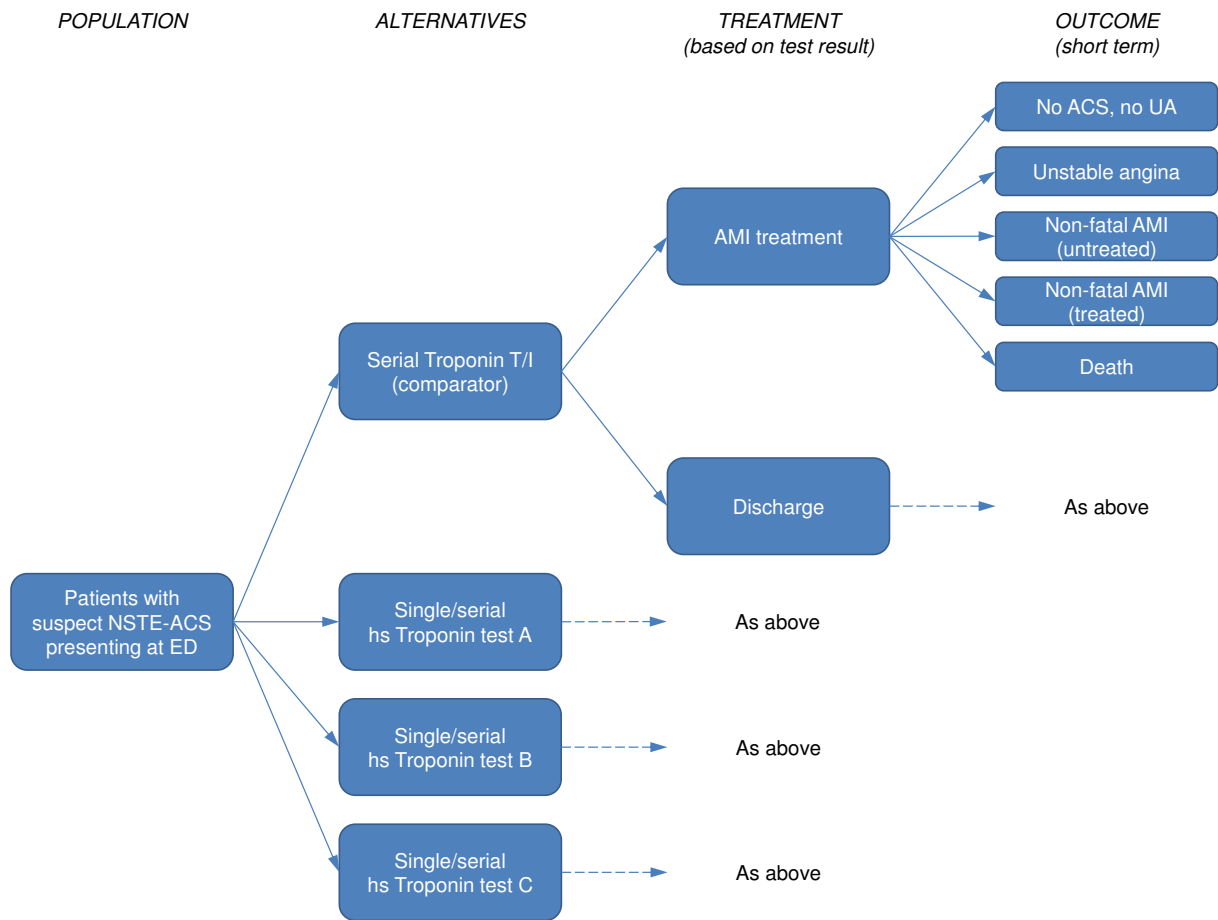 POPULATION
ALTERNATIVES
TREATMENT
(based on test result)
OUTCOME
(short term)
No ACS, no UA
Unstable angina
AMI treatment
Non-fatal AMI
(untreated)
Non-fatal AMI
(treated)
Serial Troponin T/I
(comparator)
Death
Discharge
As above
Patients with
suspect NSTE-ACS
presenting at ED
Single/serial
hs Troponin test A
As above
Single/serial
hs Troponin test B
As above
Single/serial
hs Troponin test C
As above